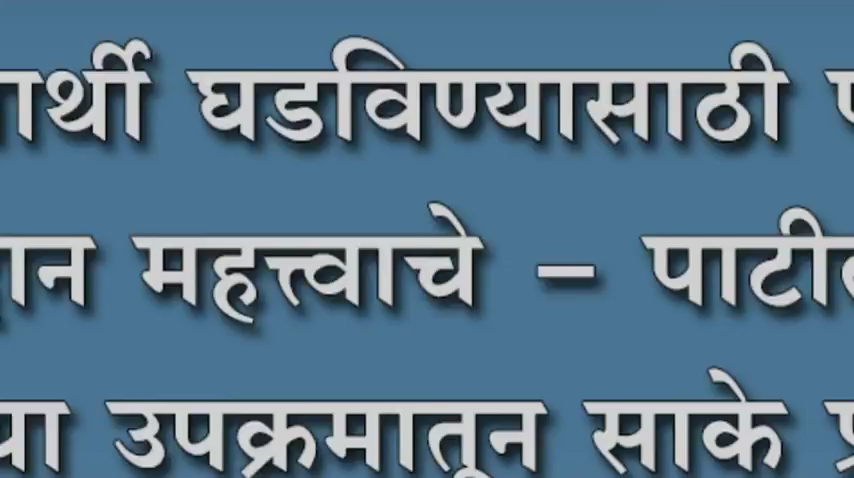 घडविण्यासाठी
महत्त्वाचे – पाटील
उपक्रमातून साके